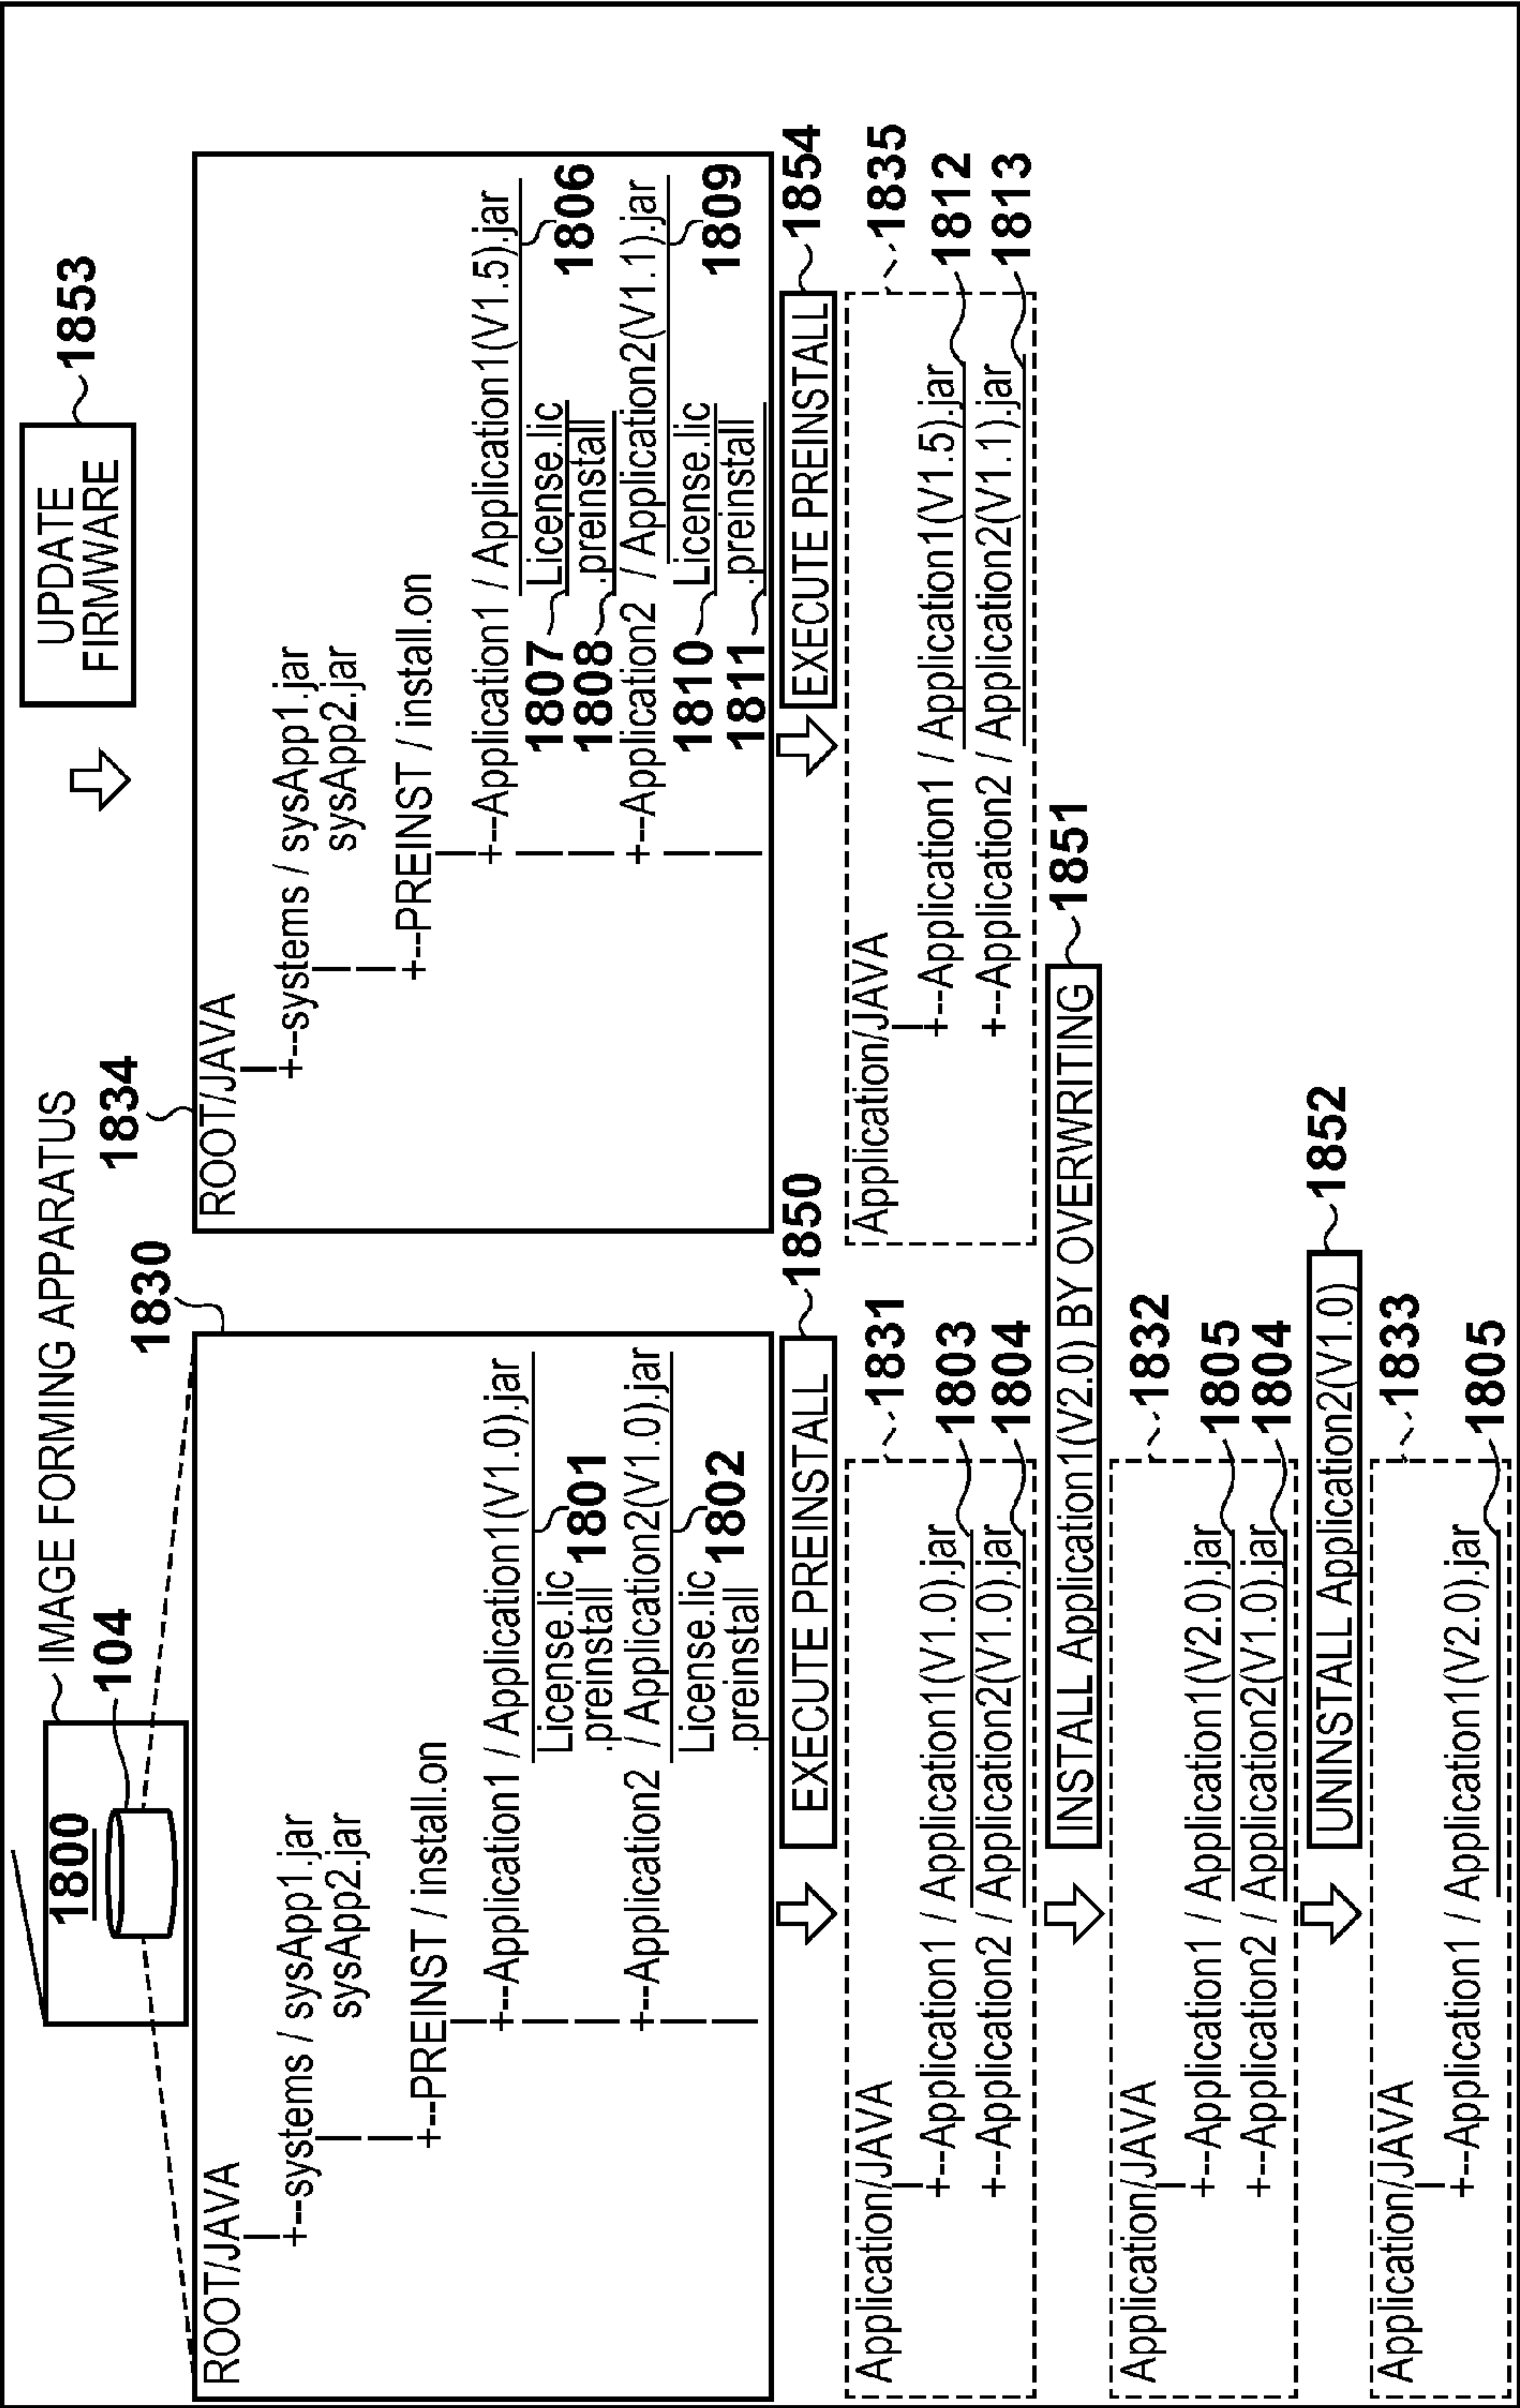 1800
104
IMAGE FORMING APPARATUS
1830
ROOT/JAVA
+--systems / sysApp1.jar
sysApp2.jar
+--PREINST / install.on
+--Application1 / Application1(V1.0).jar
License.lic
1801
.preinstall
+--Application2 / Application2(V1.0).jar
License.lic
1802
.preinstall
EXECUTE PREINSTALL
1850
Application/JAVA
1831
+--Application1 / Application1(V1.0).jar
1803
+--Application2 / Application2(V1.0).jar
1804
INSTALL Application1(V2.0) BY OVERWRITING
1851
Application/JAVA
1832
+--Application1 / Application1(V2.0).jar
1805
+--Application2 / Application2(V1.0).jar
1804
UNINSTALL Application2(V1.0)
1852
Application/JAVA
1833
+--Application1 / Application1(V2.0).jar
1805
UPDATE
FIRMWARE
1853
1834
ROOT/JAVA
+--systems / sysApp1.jar
sysApp2.jar
+--PREINST / install.on
+--Application1 / Application1(V1.5).jar
1806
1807
License.lic
1808
.preinstall
+--Application2 / Application2(V1.1).jar
1809
1810
License.lic
1811
.preinstall
EXECUTE PREINSTALL
1854
Application/JAVA
1835
+--Application1 / Application1(V1.5).jar
1812
+--Application2 / Application2(V1.1).jar
1813